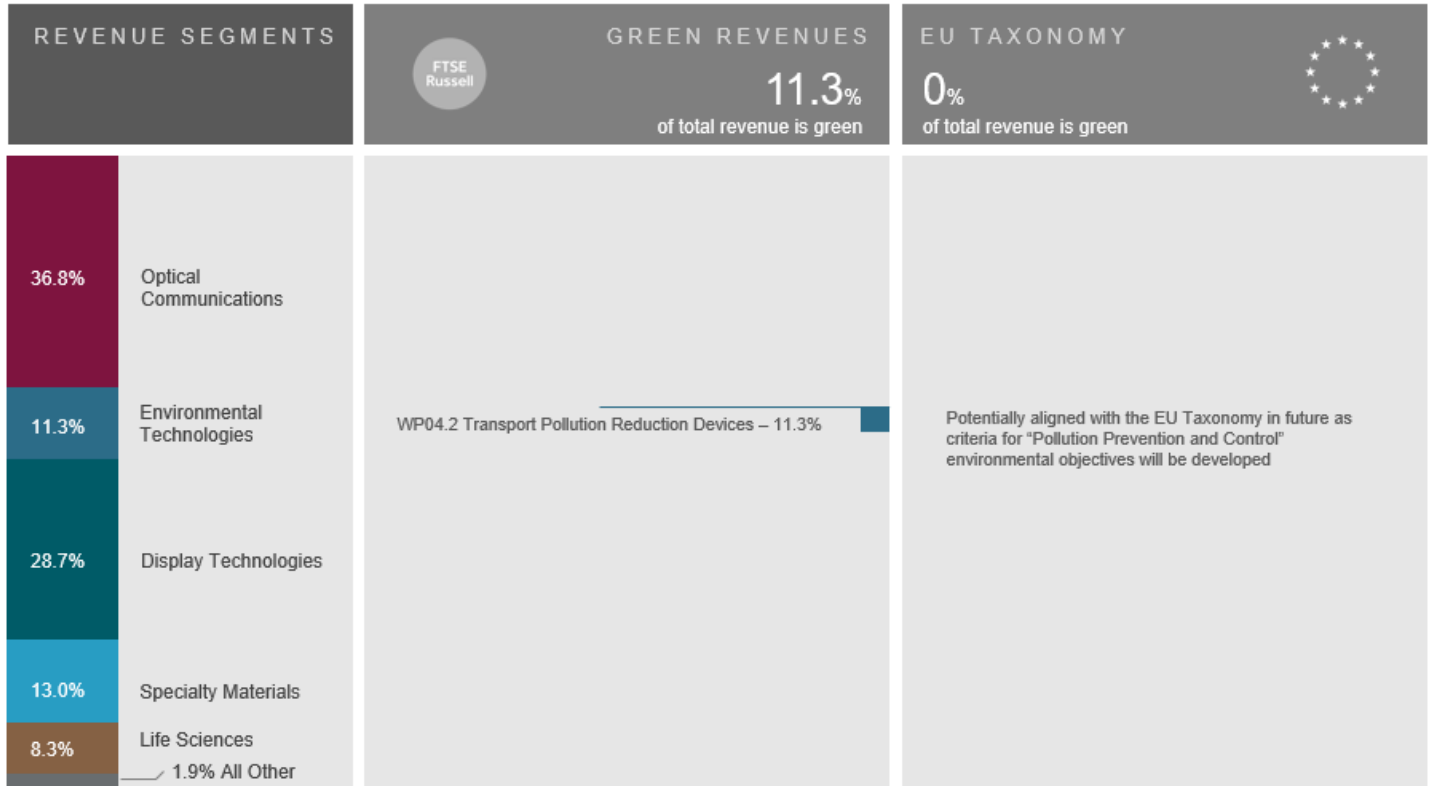 REVENUE SEGMENTS
FTSE
Russell
GREEN REVENUES
11.3%
of total revenue is green
EU TAXONOMY
0%
of total revenue is green
36.8%
Optical
Communications
11.3%
Environmental
Technologies
WP04.2 Transport Pollution Reduction Devices – 11.3%
Potentially aligned with the EU Taxonomy in future as
criteria for “Pollution Prevention and Control”
environmental objectives will be developed
28.7%
Display Technologies
13.0%
Specialty Materials
8.3%
Life Sciences
1.9% All Other